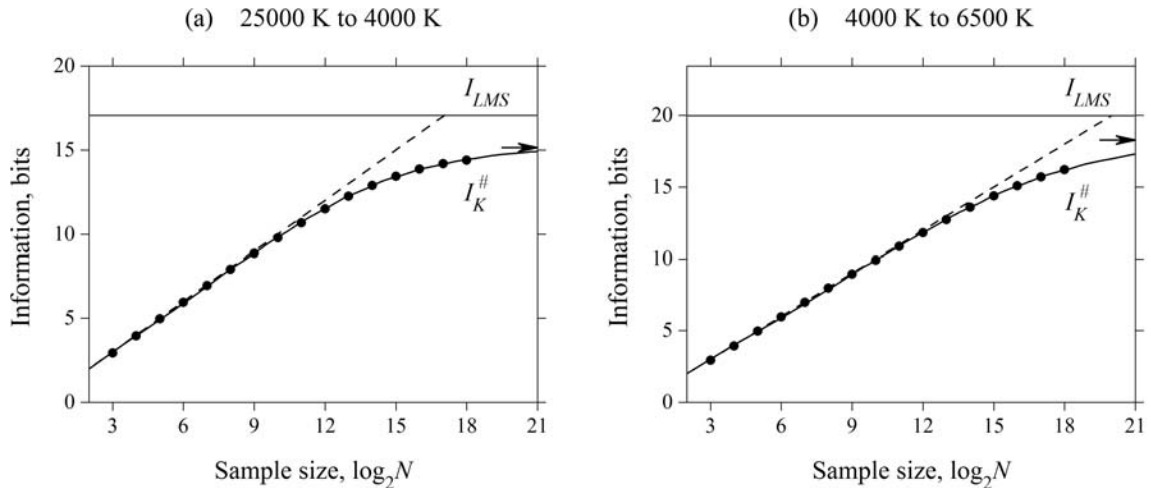 (a) 25000 K to 4000 K
20
15
10
5
0
Information, bits
I_LMS
I_K^#
3 6 9 12 15 18 21
Sample size, log₂N
(b) 4000 K to 6500 K
20
15
10
5
0
Information, bits
I_LMS
I_K^#
3 6 9 12 15 18 21
Sample size, log₂N